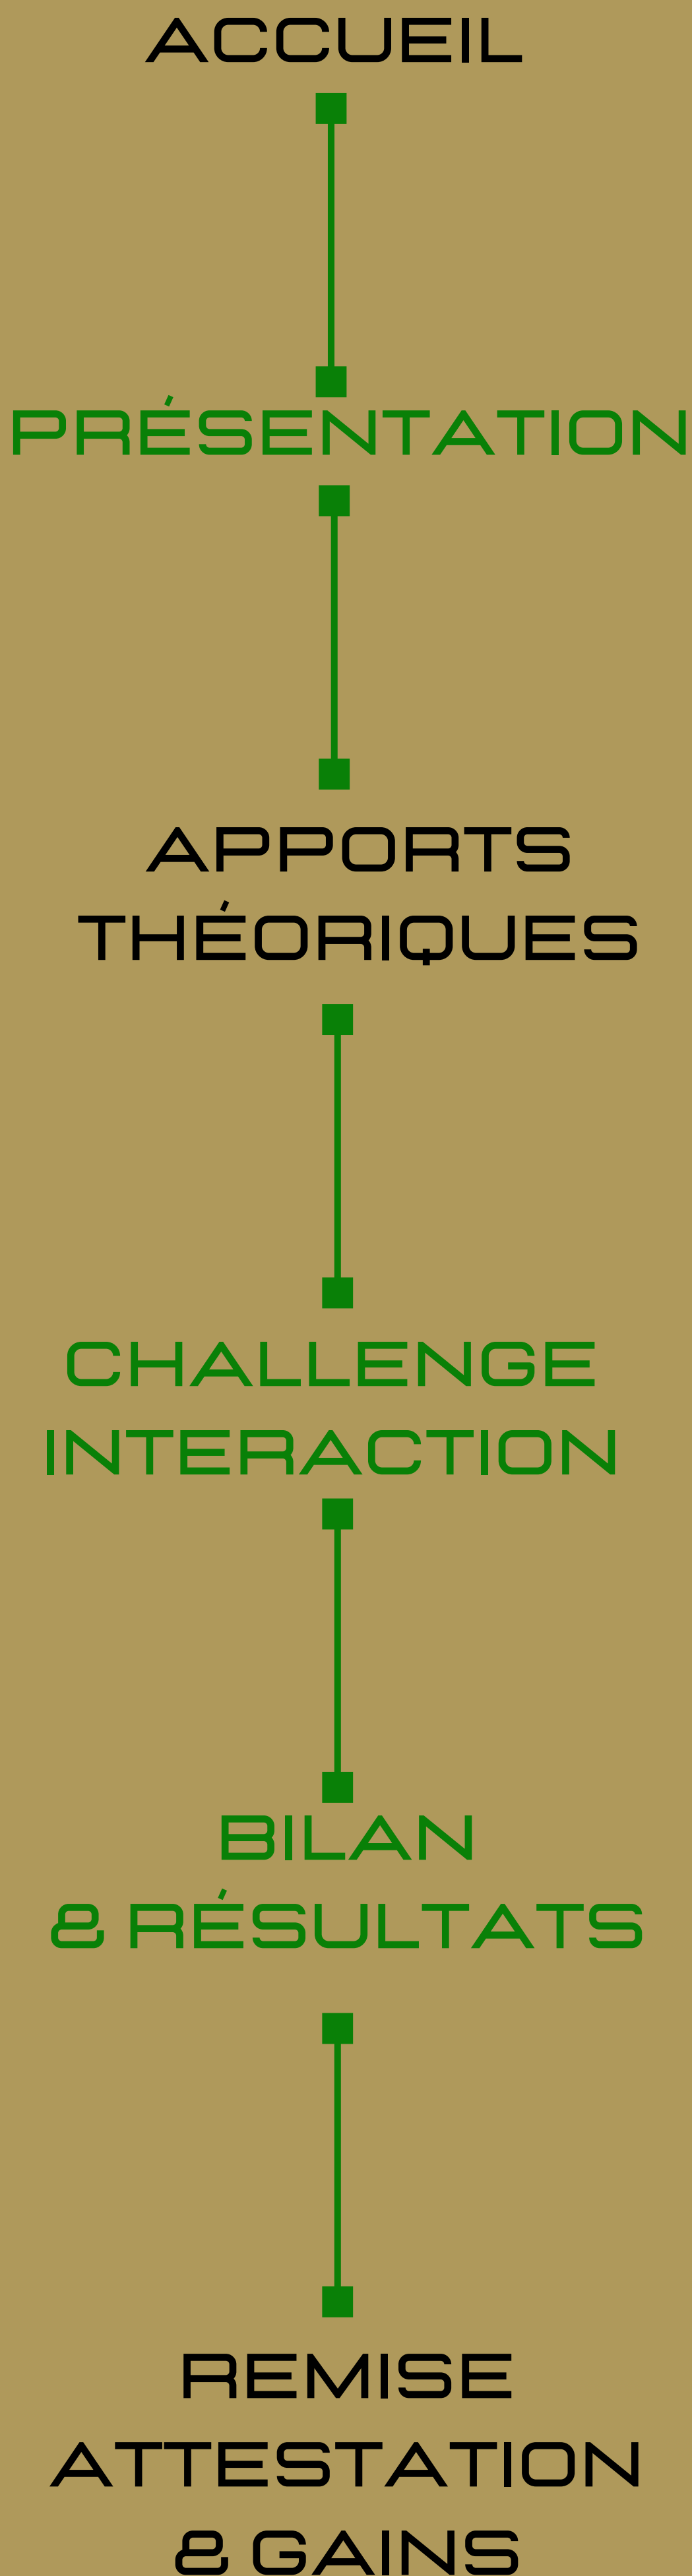 ACCUEIL
PRÉSENTATION
APPORTS
THÉORIQUES
CHALLENGE
INTERACTION
BILAN
& RÉSULTATS
REMISE
ATTESTATION
& GAINS